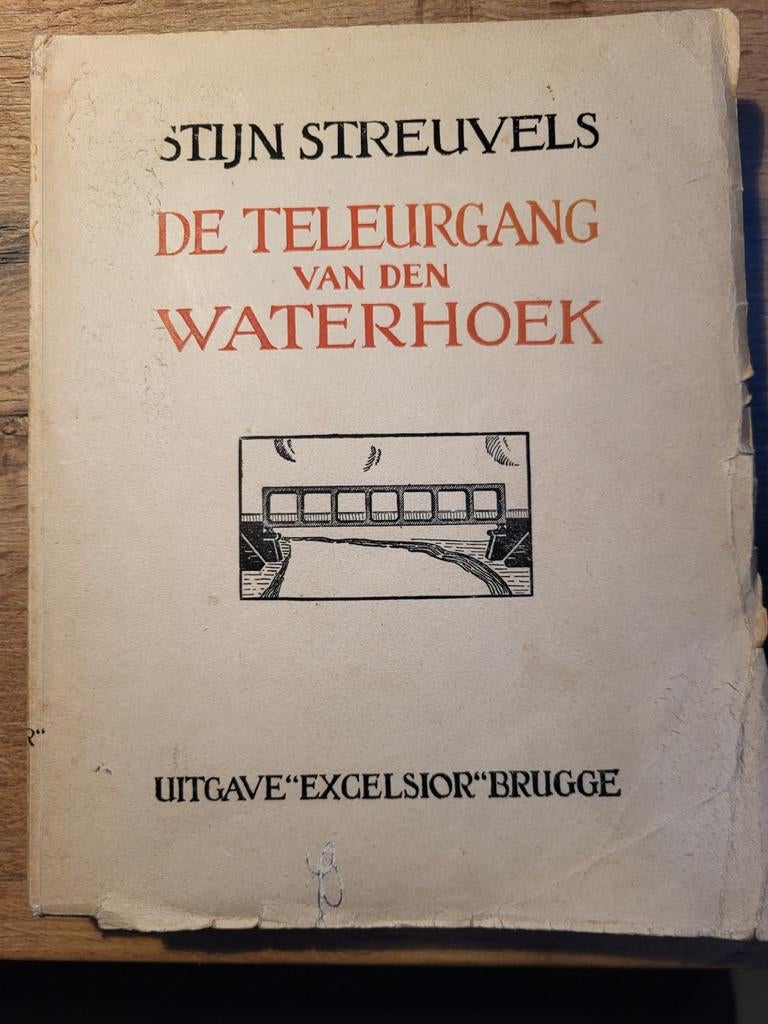 STIJN STREUVELS
DE TELEURGANG
VAN DEN
WATERHOEK
UITGAVE “EXCELSIOR“ BRUGGE